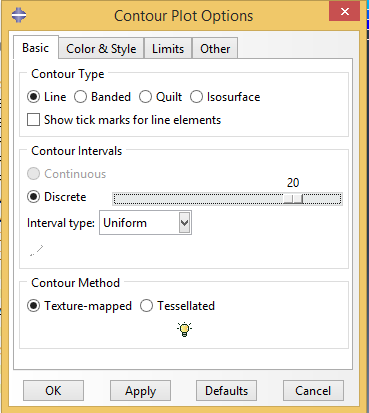 Contour Plot Options
Basic Color & Style Limits Other
Contour Type
Line Banded Quilt Isosurface
Show tick marks for line elements
Contour Intervals
Continuous
20
Discrete
Interval type: Uniform
Contour Method
Texture-mapped Tessellated
OK Apply Defaults Cancel